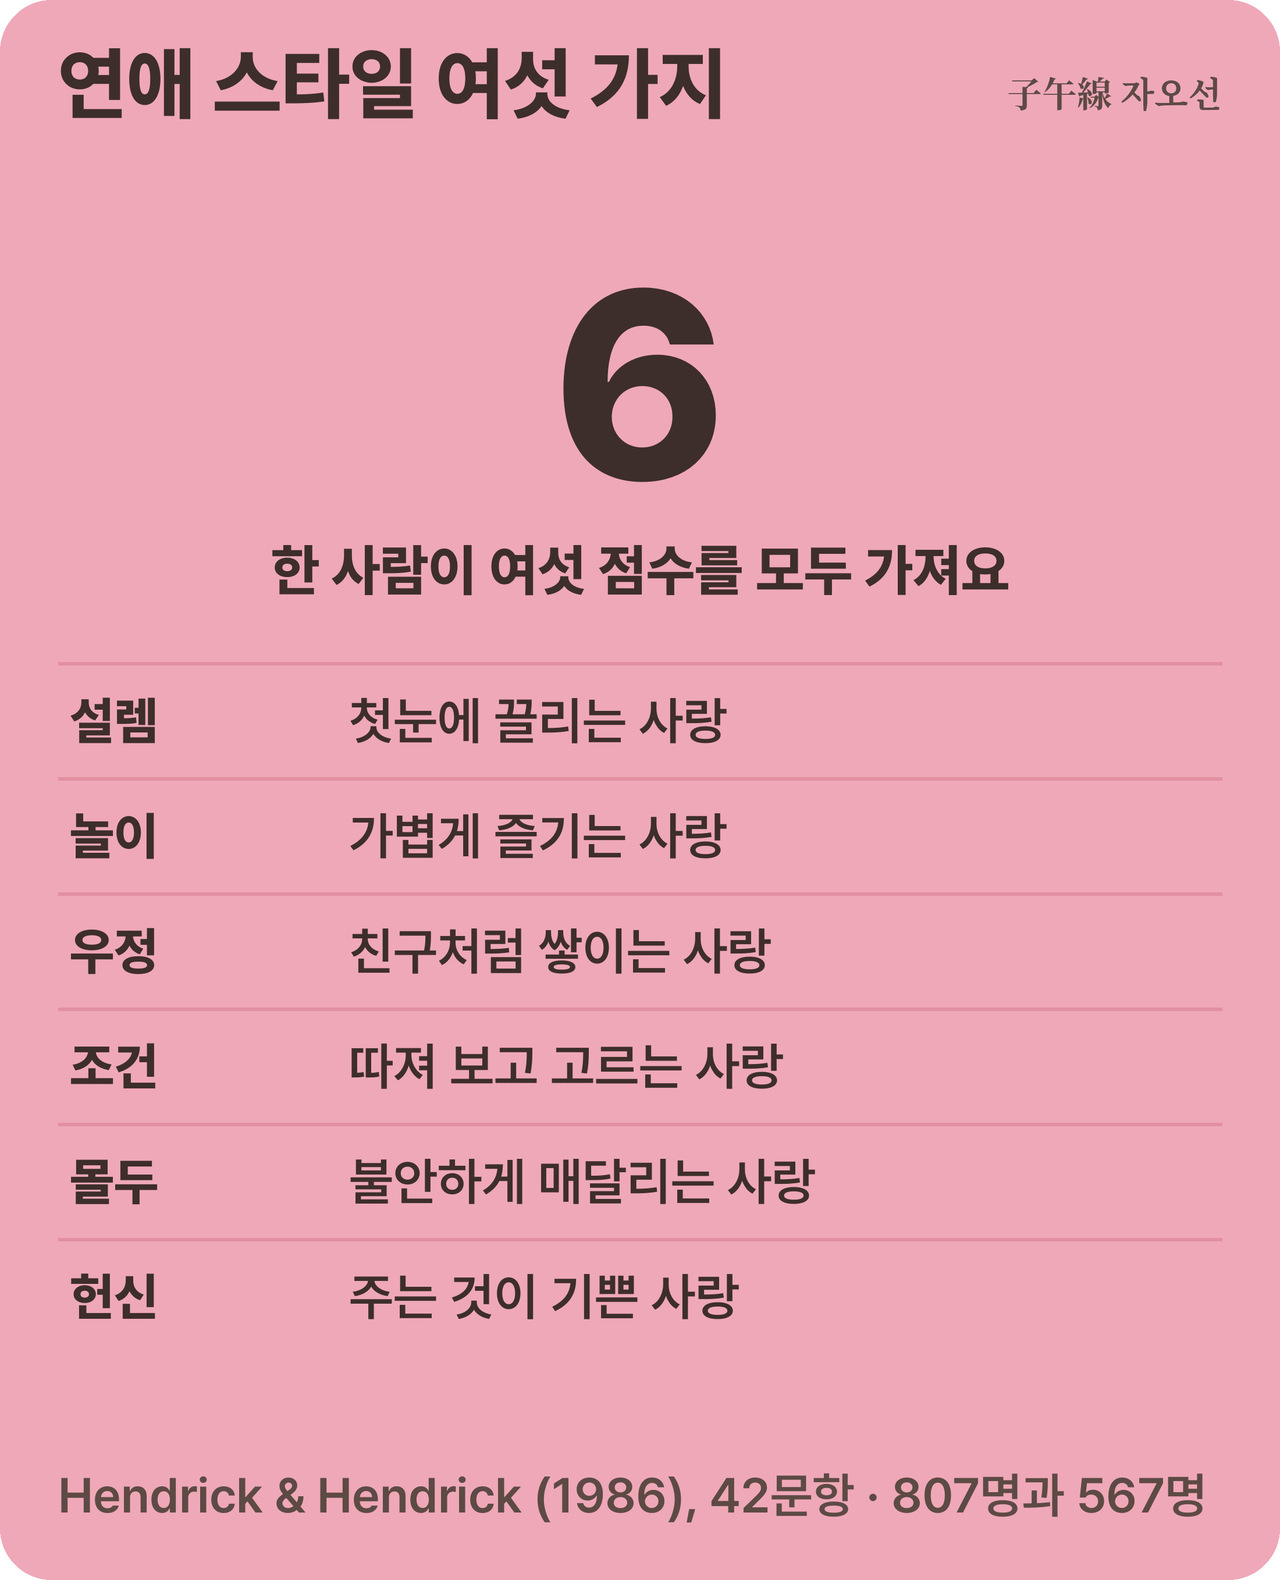 연애 스타일 여섯 가지
子午線 자오선
6
한 사람이 여섯 점수를 모두 가져요
설렘 첫눈에 끌리는 사랑
놀이 가볍게 즐기는 사랑
우정 친구처럼 쌓이는 사랑
조건 따져 보고 고르는 사랑
몰두 불안하게 매달리는 사랑
헌신 주는 것이 기쁜 사랑
Hendrick & Hendrick (1986), 42문항 · 807명과 567명